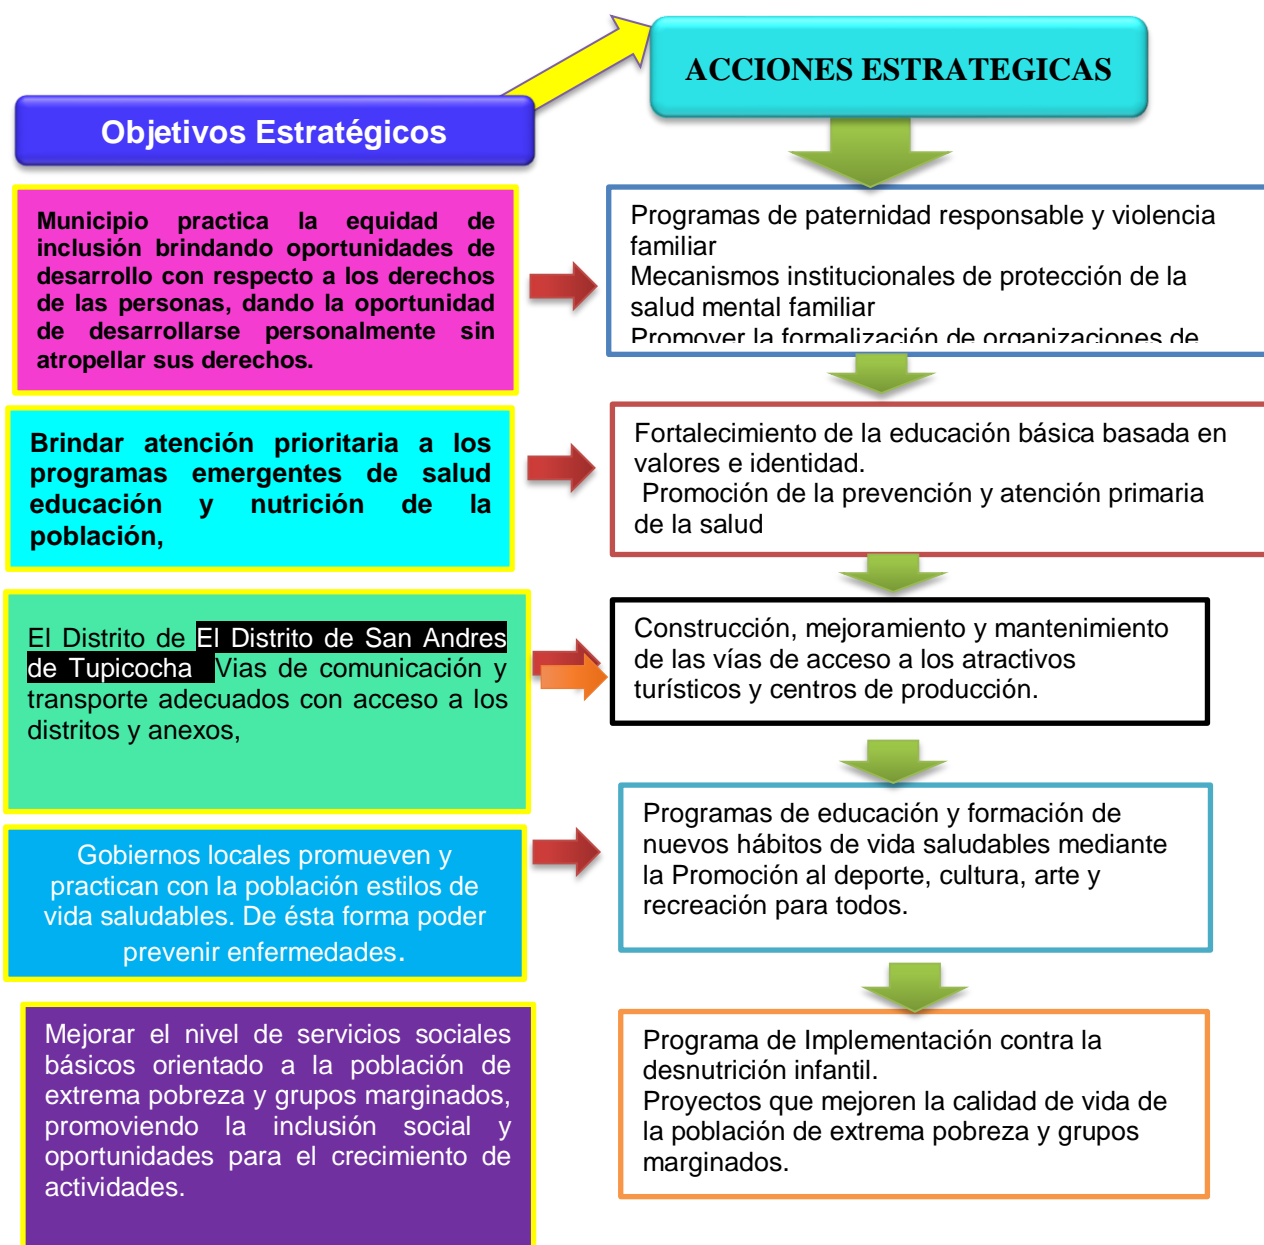 ACCIONES ESTRATEGICAS
Objetivos Estratégicos
Municipio practica la equidad de
inclusión brindando oportunidades de
desarrollo con respecto a los derechos
de las personas, dando la oportunidad
de desarrollarse personalmente sin
atropellar sus derechos.
Programas de paternidad responsable y violencia
familiar
Mecanismos institucionales de protección de la
salud mental familiar
Promover la formalización de organizaciones de
Brindar atención prioritaria a los
programas emergentes de salud
educación y nutrición de la
población,
Fortalecimiento de la educación básica basada en
valores e identidad.
Promoción de la prevención y atención primaria
de la salud
El Distrito de El Distrito de San Andres
de Tupicocha Vias de comunicación y
transporte adecuados con acceso a los
distritos y anexos,
Construcción, mejoramiento y mantenimiento
de las vías de acceso a los atractivos
turísticos y centros de producción.
Gobiernos locales promueven y
practican con la población estilos de
vida saludables. De ésta forma poder
prevenir enfermedades.
Programas de educación y formación de
nuevos hábitos de vida saludables mediante
la Promoción al deporte, cultura, arte y
recreación para todos.
Mejorar el nivel de servicios sociales
básicos orientado a la población de
extrema pobreza y grupos marginados,
promoviendo la inclusión social y
oportunidades para el crecimiento de
actividades.
Programa de Implementación contra la
desnutrición infantil.
Proyectos que mejoren la calidad de vida de
la población de extrema pobreza y grupos
marginados.